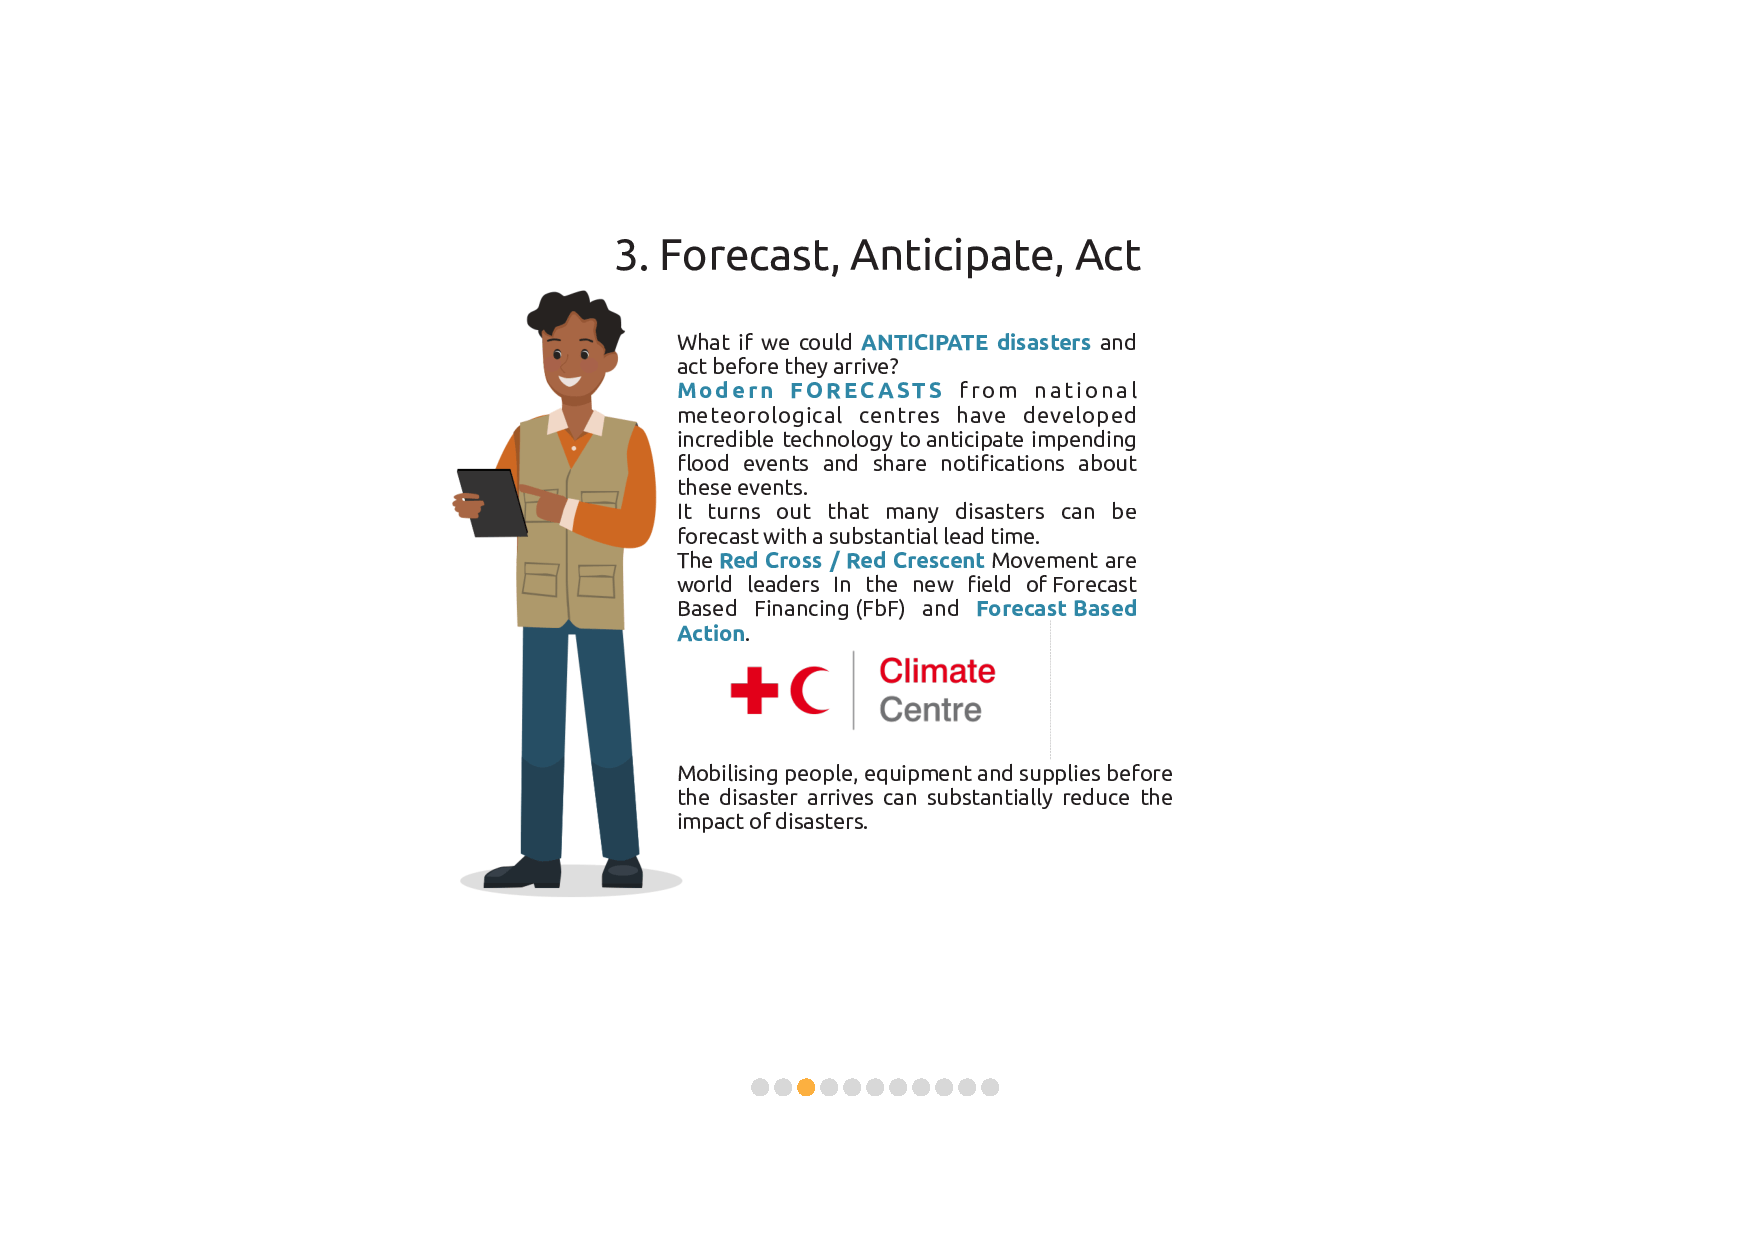 3. Forecast, Anticipate, Act
What if we could ANTICIPATE disasters and
act before they arrive?
Modern FORECASTS from national
meteorological centres have developed
incredible technology to anticipate impending
flood events and share notifications about
these events.
It turns out that many disasters can be
forecast with a substantial lead time.
The Red Cross / Red Crescent Movement are
world leaders In the new field of Forecast
Based Financing (FbF) and Forecast Based
Action.
Climate
Centre
Mobilising people, equipment and supplies before
the disaster arrives can substantially reduce the
impact of disasters.